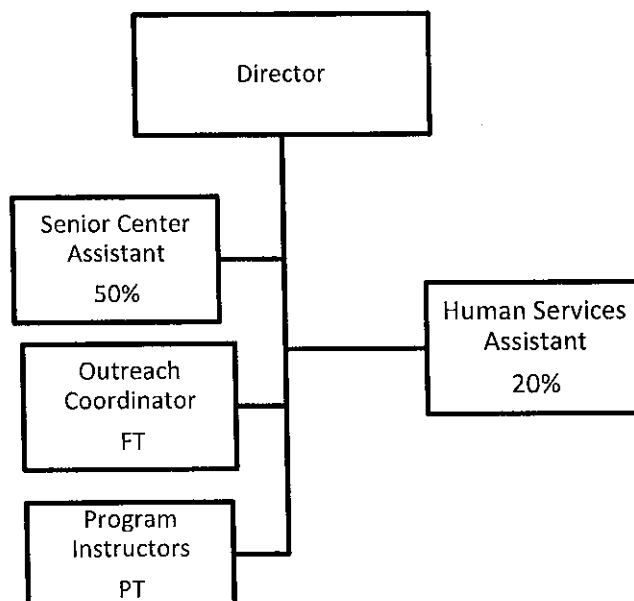 Director
Senior Center
Assistant
50%
Human Services
Assistant
20%
Outreach
Coordinator
FT
Program
Instructors
PT